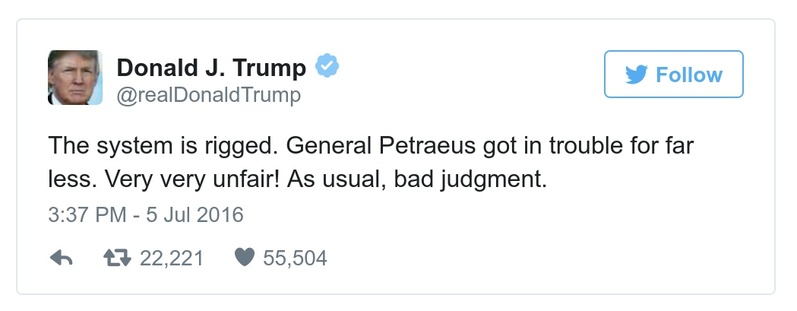 Donald J. Trump
@realDonaldTrump
Follow
The system is rigged. General Petraeus got in trouble for far
less. Very very unfair! As usual, bad judgment.
3:37 PM - 5 Jul 2016
22,221 55,504